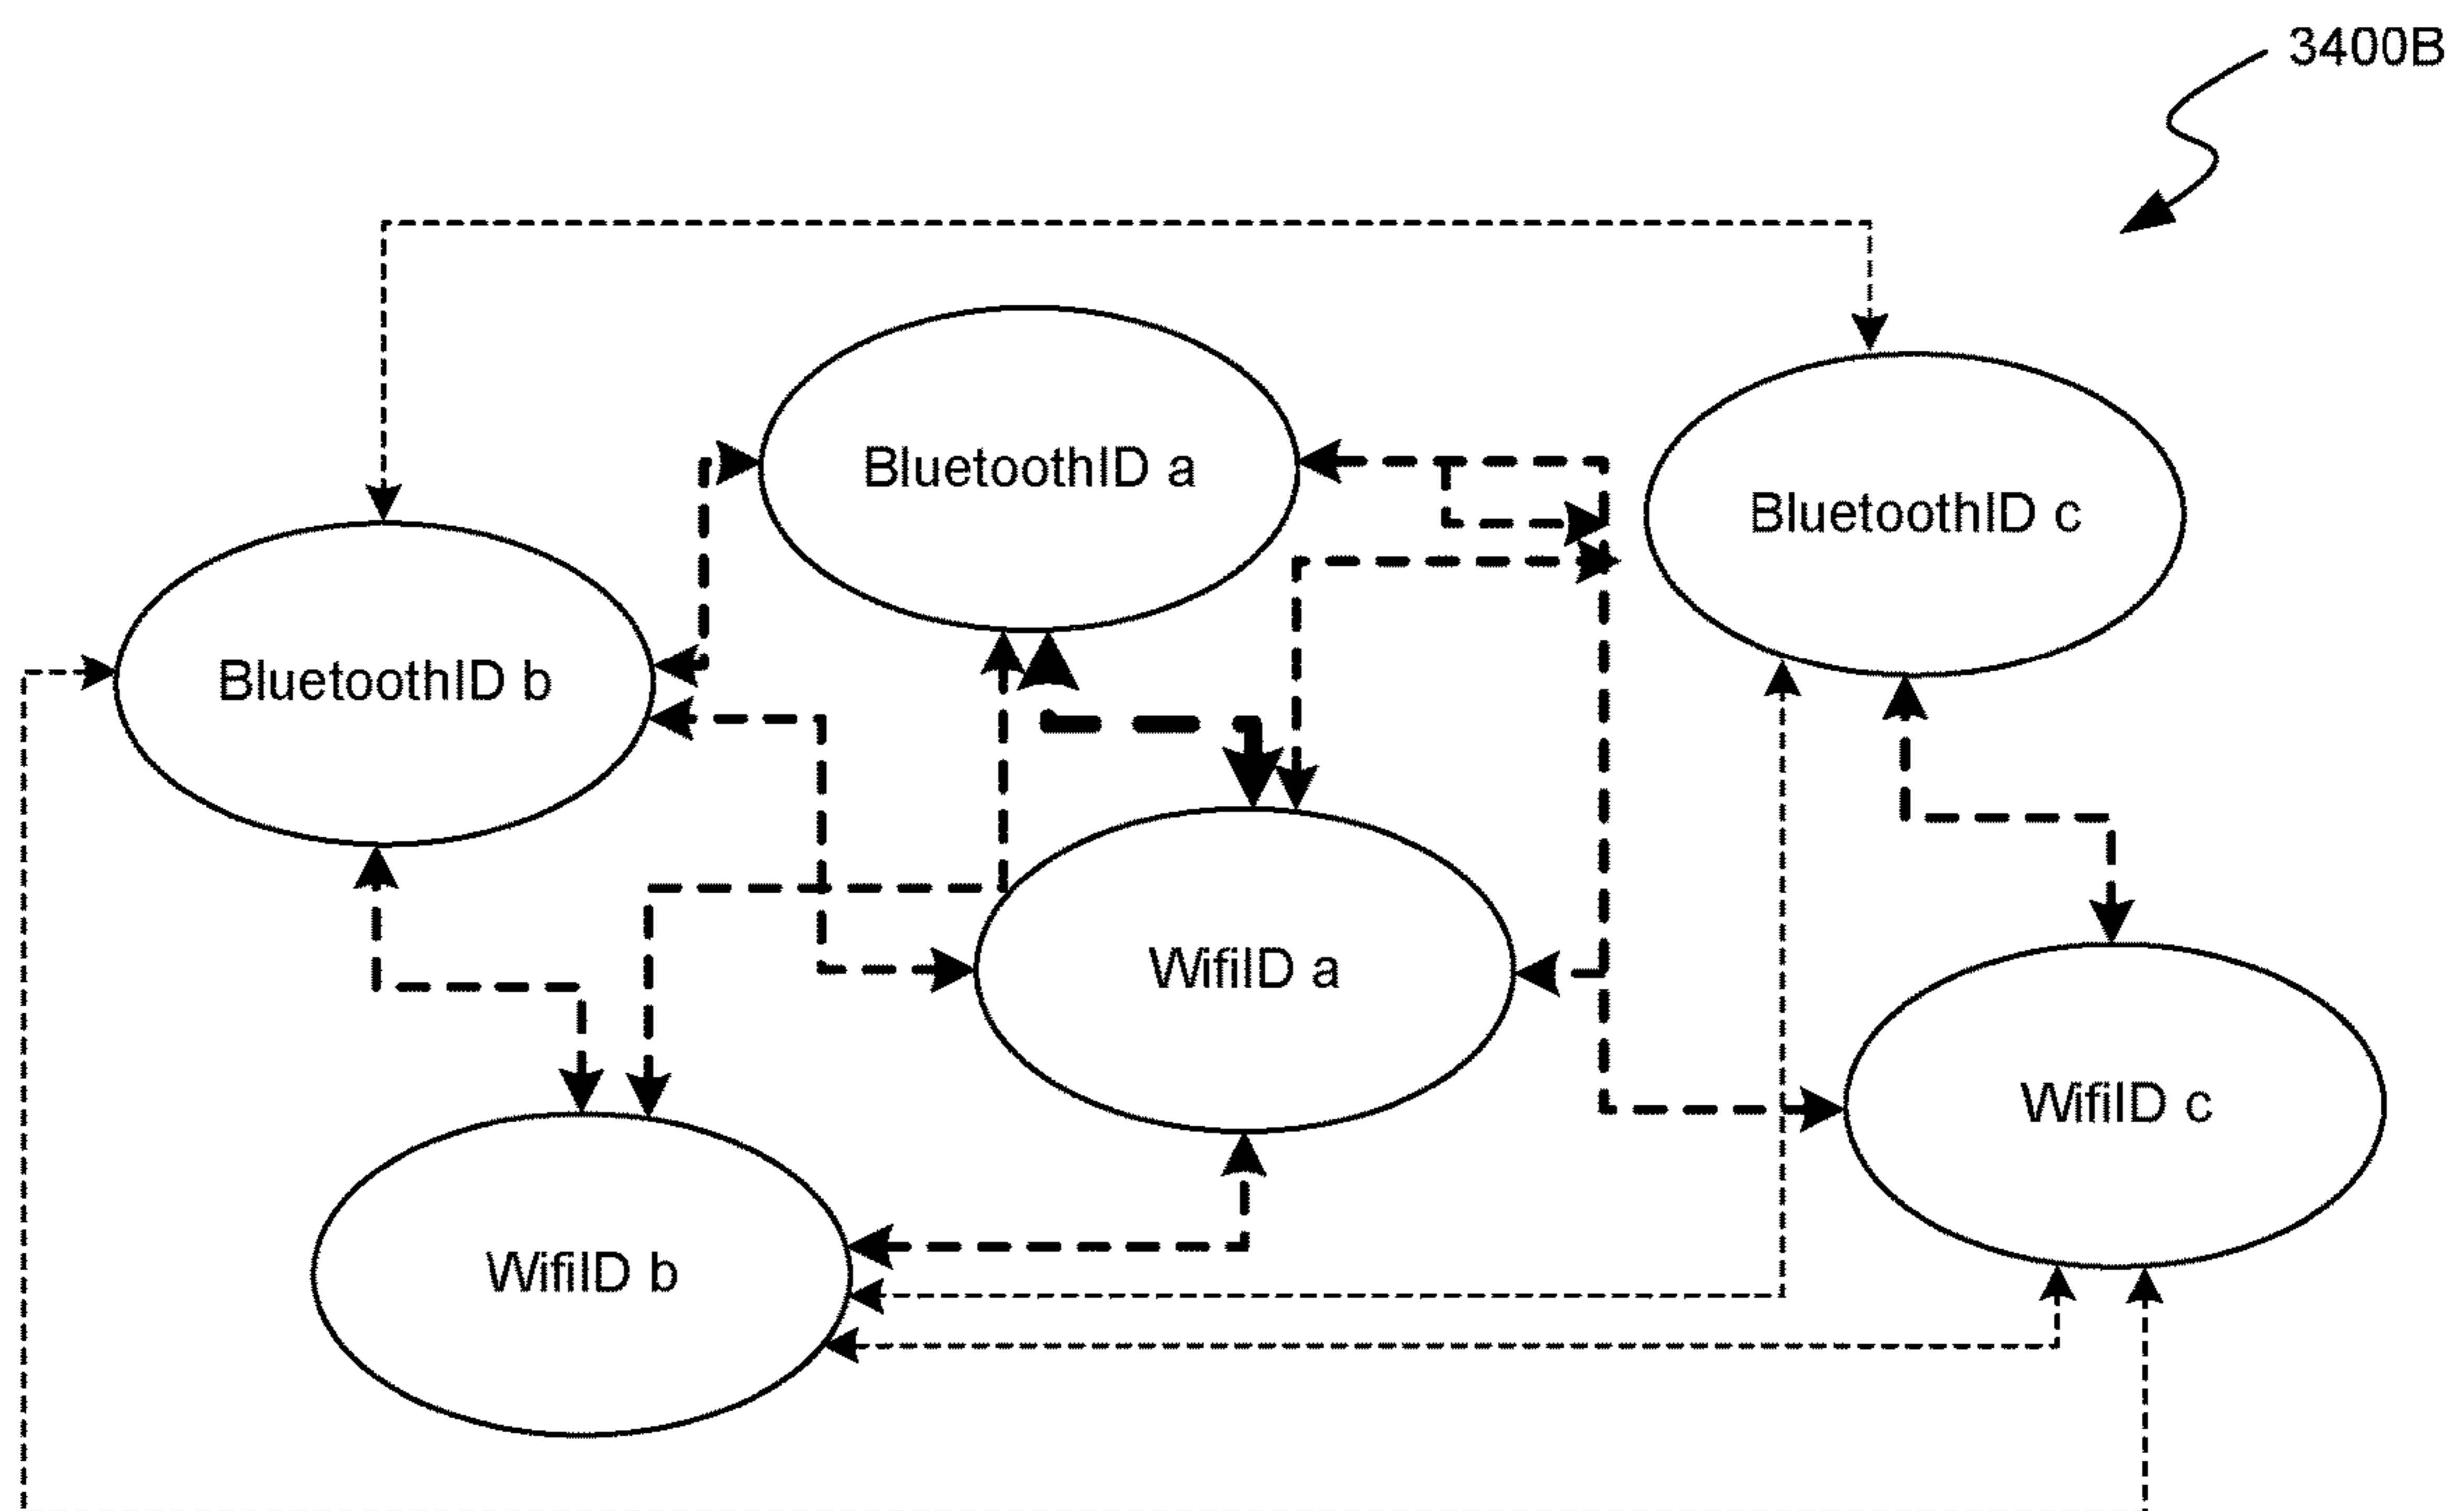 3400B
BluetoothID a
BluetoothID c
BluetoothID b
WifiID a
WifiID c
WifiID b